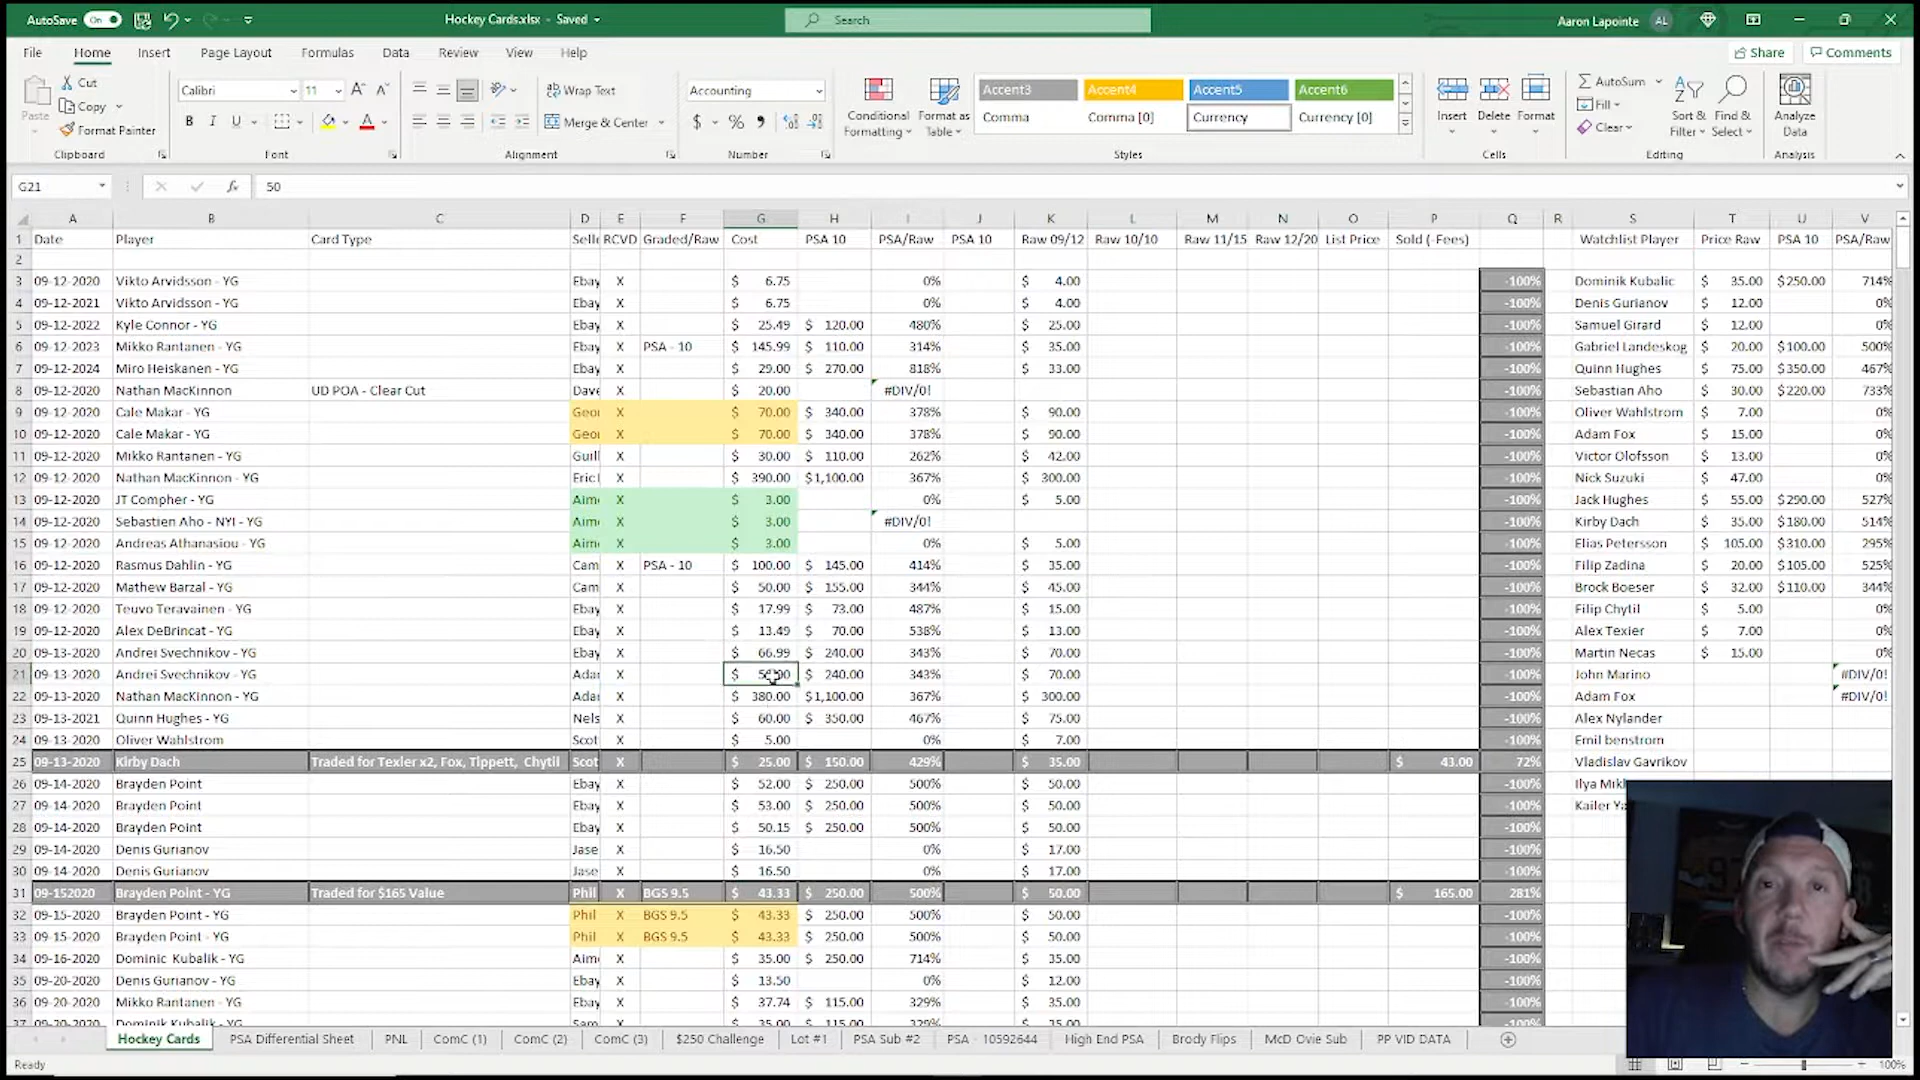 AutoSave On Hockey Cards.xlsx - Saved Search Aaron Lapointe AL
File Home Insert Page Layout Formulas Data Review View Help Share Comments
Paste Cut Copy Format Painter
Calibri 11 A A B I U A
Wrap Text Merge & Center
Accounting $ % 9
Conditional Formatting Format as Table
Accent3 Accent4 Accent5 Accent6
Comma Comma [0] Currency Currency [0]
Insert Delete Format
AutoSum Fill Clear Sort & Filter Find & Select Analyze Data
Clipboard Font Alignment Number Styles Cells Editing Analysis
G21 fx 50
A B C D E F G H I J K L M N O P Q R S T U V
1 Date Player Card Type Selle RCVD Graded/Raw Cost PSA 10 PSA/Raw PSA 10 Raw 09/12 Raw 10/10 Raw 11/15 Raw 12/20 List Price Sold (-Fees) Watchlist Player Price Raw PSA 10 PSA/Raw
2
3 09-12-2020 Vikto Arvidsson - YG Ebay X $ 6.75 0% $ 4.00 -100% Dominik Kubalic $ 35.00 $250.00 714%
4 09-12-2021 Vikto Arvidsson - YG Ebay X $ 6.75 0% $ 4.00 -100% Denis Gurianov $ 12.00 0%
5 09-12-2022 Kyle Connor - YG Ebay X $ 25.49 $ 120.00 480% $ 25.00 -100% Samuel Girard $ 12.00 0%
6 09-12-2023 Mikko Rantanen - YG Ebay X PSA - 10 $ 145.99 $ 110.00 314% $ 35.00 -100% Gabriel Landeskog $ 20.00 $100.00 500%
7 09-12-2024 Miro Heiskanen - YG Ebay X $ 29.00 $ 270.00 818% $ 33.00 -100% Quinn Hughes $ 75.00 $350.00 467%
8 09-12-2020 Nathan MacKinnon UD POA - Clear Cut Dave X $ 20.00 #DIV/0! -100% Sebastian Aho $ 30.00 $220.00 733%
9 09-12-2020 Cale Makar - YG Geor X $ 70.00 $ 340.00 378% $ 90.00 -100% Oliver Wahlstrom $ 7.00 0%
10 09-12-2020 Cale Makar - YG Geor X $ 70.00 $ 340.00 378% $ 90.00 -100% Adam Fox $ 15.00 0%
11 09-12-2020 Mikko Rantanen - YG Guill X $ 30.00 $ 110.00 262% $ 42.00 -100% Victor Olofsson $ 13.00 0%
12 09-12-2020 Nathan MacKinnon - YG Eric X $ 390.00 $1,100.00 367% $ 300.00 -100% Nick Suzuki $ 47.00 0%
13 09-12-2020 JT Compher - YG Aime X $ 3.00 0% $ 5.00 -100% Jack Hughes $ 55.00 $290.00 527%
14 09-12-2020 Sebastien Aho - NYI - YG Aime X $ 3.00 #DIV/0! -100% Kirby Dach $ 35.00 $180.00 514%
15 09-12-2020 Andreas Athanasiou - YG Aime X $ 3.00 0% $ 5.00 -100% Elias Petersson $ 105.00 $310.00 295%
16 09-12-2020 Rasmus Dahlin - YG Cam X PSA - 10 $ 100.00 $ 145.00 414% $ 35.00 -100% Filip Zadina $ 20.00 $105.00 525%
17 09-12-2020 Mathew Barzal - YG Cam X $ 50.00 $ 155.00 344% $ 45.00 -100% Brock Boeser $ 32.00 $110.00 344%
18 09-12-2020 Teuvo Teravainen - YG Ebay X $ 17.99 $ 73.00 487% $ 15.00 -100% Filip Chytil $ 5.00 0%
19 09-12-2020 Alex DeBrincat - YG Ebay X $ 13.49 $ 70.00 538% $ 13.00 -100% Alex Texier $ 7.00 0%
20 09-13-2020 Andrei Svechnikov - YG Ebay X $ 66.99 $ 240.00 343% $ 70.00 -100% Martin Necas $ 15.00 0%
21 09-13-2020 Andrei Svechnikov - YG Adar X $ $ 240.00 343% $ 70.00 -100% John Marino #DIV/0!
22 09-13-2020 Nathan MacKinnon - YG Adar X $ 380.00 $1,100.00 367% $ 300.00 -100% Adam Fox #DIV/0!
23 09-13-2021 Quinn Hughes - YG Nels X $ 60.00 $ 350.00 467% $ 75.00 -100% Alex Nylander
24 09-13-2020 Oliver Wahlstrom Scot X $ 5.00 0% $ 7.00 -100% Emil benstrom
25 09-13-2020 Kirby Dach Traded for Texler x2, Fox, Tippett, Chytil Scot X $ 25.00 $ 150.00 429% $ 35.00 $ 43.00 72% Vladislav Gavrikov
26 09-14-2020 Brayden Point Ebay X $ 52.00 $ 250.00 500% $ 50.00 -100% Ilya Mikl
27 09-14-2020 Brayden Point Ebay X $ 53.00 $ 250.00 500% $ 50.00 -100% Kailer Ya
28 09-14-2020 Brayden Point Ebay X $ 50.15 $ 250.00 500% $ 50.00 -100%
29 09-14-2020 Denis Gurianov Jase X $ 16.50 0% $ 17.00 -100%
30 09-14-2020 Denis Gurianov Jase X $ 16.50 0% $ 17.00 -100%
31 09-152020 Brayden Point - YG Traded for $165 Value Phil X BGS 9.5 $ 43.33 $ 250.00 500% $ 50.00 $ 165.00 281%
32 09-15-2020 Brayden Point - YG Phil X BGS 9.5 $ 43.33 $ 250.00 500% $ 50.00 -100%
33 09-15-2020 Brayden Point - YG Phil X BGS 9.5 $ 43.33 $ 250.00 500% $ 50.00 -100%
34 09-16-2020 Dominic Kubalik - YG Aime X $ 35.00 $ 250.00 714% $ 35.00 -100%
35 09-20-2020 Denis Gurianov - YG Ebay X $ 13.50 0% $ 12.00 -100%
36 09-20-2020 Mikko Rantanen - YG Ebay X $ 37.74 $ 115.00 329% $ 35.00 -100%
37 09-20-2020 Dominik Kubalik - YG Sam X $ 35.00 $ 115.00 329% $ 35.00 -100%
Hockey Cards PSA Differential Sheet PNL ComC (1) ComC (2) ComC (3) $250 Challenge Lot #1 PSA Sub #2 PSA - 10592644 High End PSA Brody Flips McD Ovie Sub PP VID DATA
Ready 100%